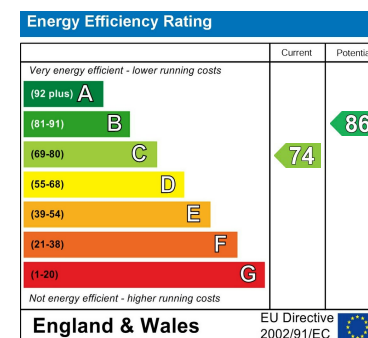 Energy Efficiency Rating
Current Potentia
Very energy efficient - lower running costs
(92 plus) A
(81-91) B 86
(69-80) C 74
(55-68) D
(39-54) E
(21-38) F
(1-20) G
Not energy efficient - higher running costs
England & Wales
EU Directive
2002/91/EC